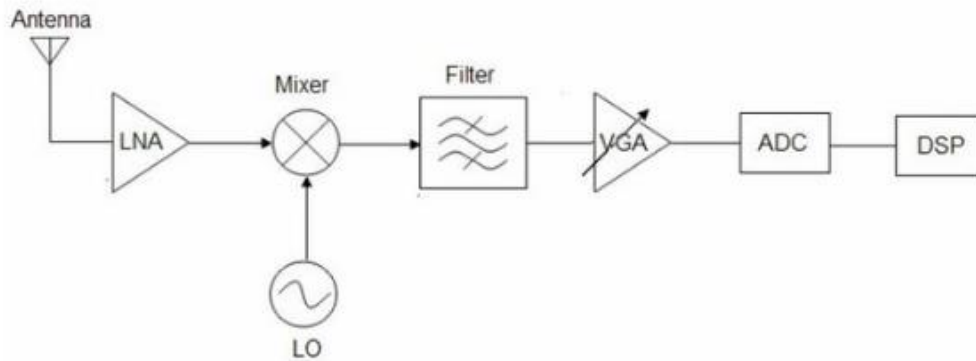 Antenna
Mixer
Filter
LNA
VGA
ADC
DSP
LO